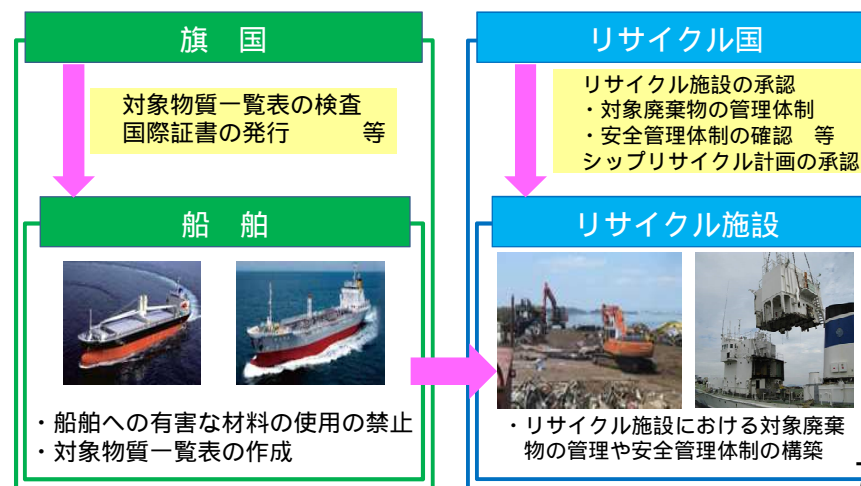 旗　国
対象物質一覧表の検査
国際証書の発行　　　等
船　舶
・船舶への有害な材料の使用の禁止
・対象物質一覧表の作成
リサイクル国
リサイクル施設の承認
・対象廃棄物の管理体制
・安全管理体制の確認　等
シップリサイクル計画の承認
リサイクル施設
・リサイクル施設における対象廃棄
物の管理や安全管理体制の構築